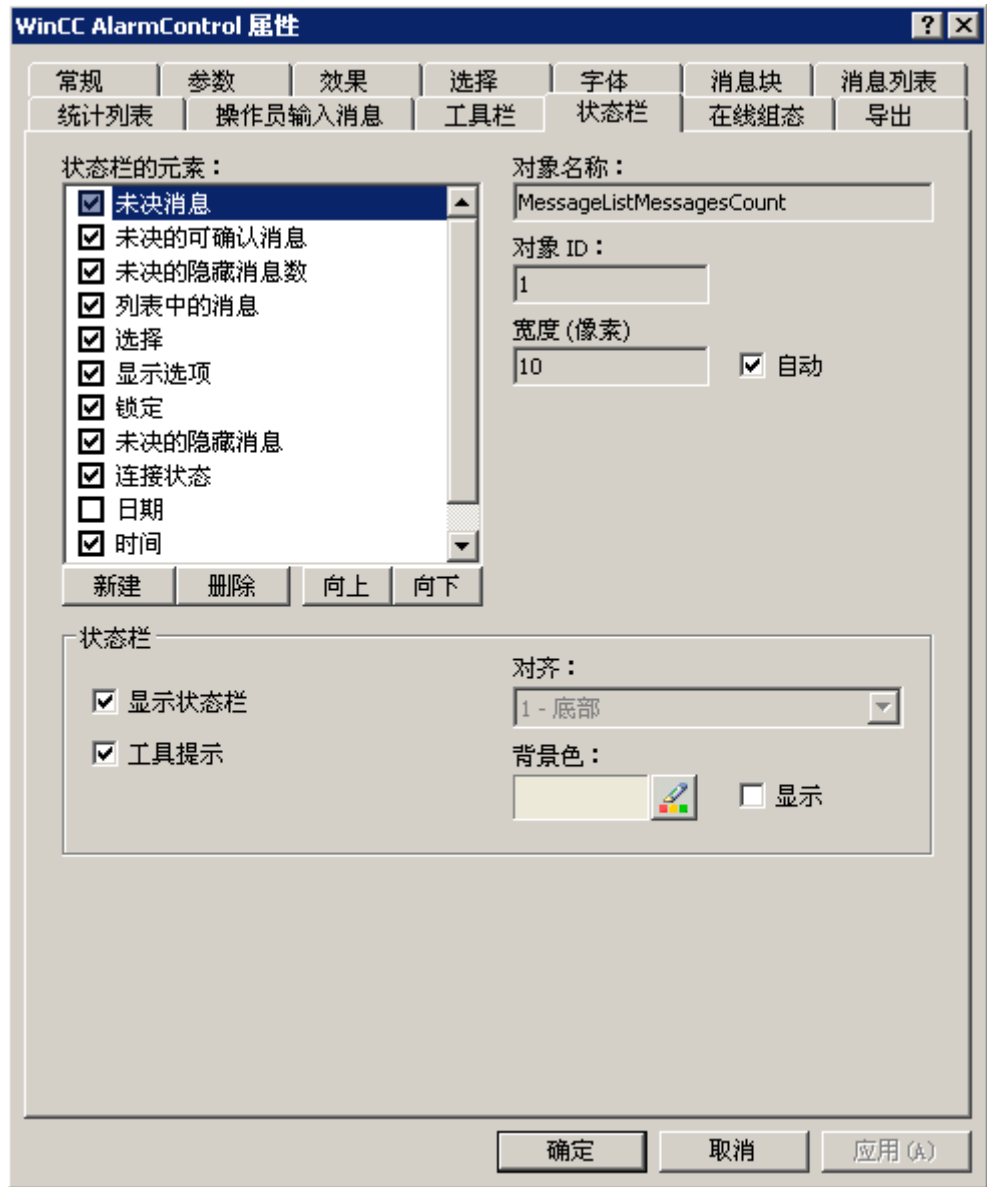 WinCC AlarmControl 属性
常规 参数 效果 选择 字体 消息块 消息列表
统计列表 操作员输入消息 工具栏 状态栏 在线组态 导出
状态栏的元素：
未决消息
未决的可确认消息
未决的隐藏消息数
列表中的消息
选择
显示选项
锁定
未决的隐藏消息
连接状态
日期
时间
新建 删除 向上 向下
对象名称：
MessageListMessagesCount
对象 ID：
1
宽度 (像素)
10 自动
状态栏
显示状态栏
工具提示
对齐：
1 - 底部
背景色：
显示
确定 取消 应用 (A)